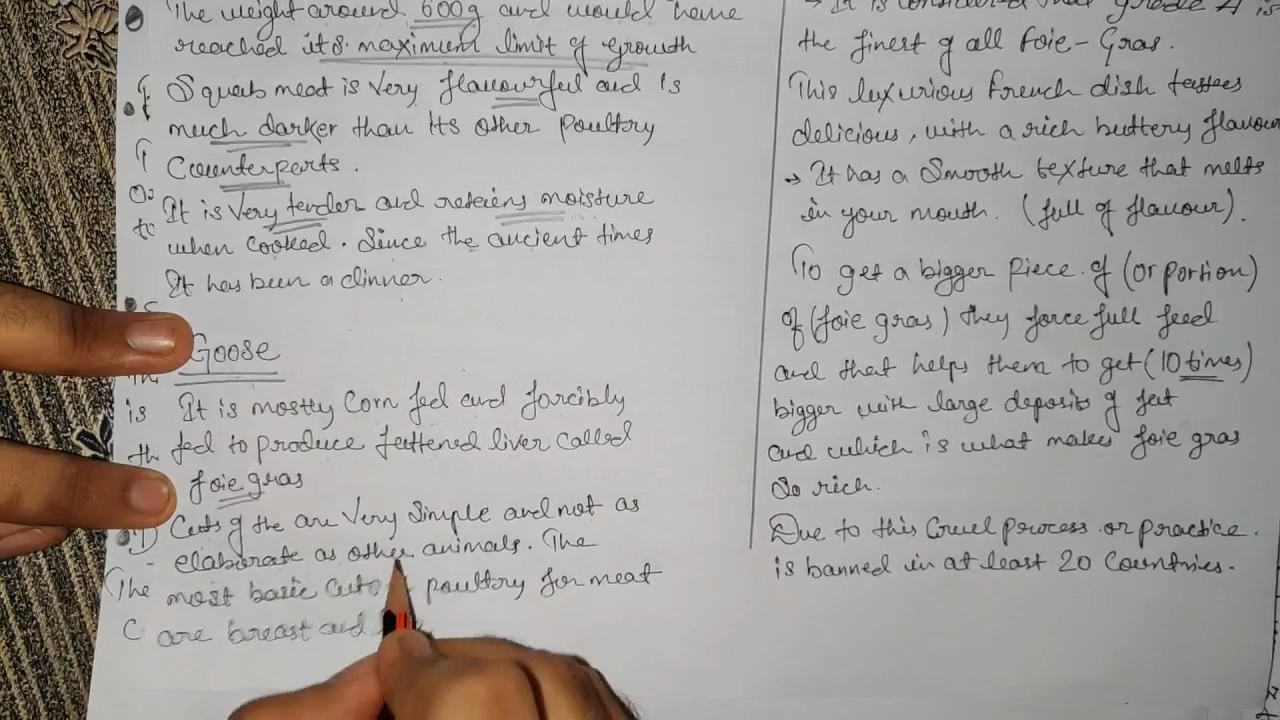 The weight around 600g and would have
reached its maximum limit of Growth
Squab meat is Very flavourful and is
much darker than its other Poultry
Counterparts.
It is Very tender and retains moisture
when cooked. Since the ancient times
It has been a dinner.
Goose
It is mostly Corn fed and forcibly
fed to produce fattened liver called
foie gras
Cuts of the are Very Simple and not as
elaborate as other animals. The
most basic cuts poultry for meat
are breast and
→ It is considered that grade A is
the finest of all Foie-Gras.
This luxurious French dish tastes
delicious, with a rich buttery flavour
→ It has a Smooth texture that melts
in your mouth. (full of flavour).
To get a bigger Piece of (or portion)
of (foie gras) they force full feed
and that helps them to get (10 times)
bigger with large deposits of fat
and which is what makes foie gras
So rich.
Due to this Cruel process or practice.
is banned in at least 20 Countries.